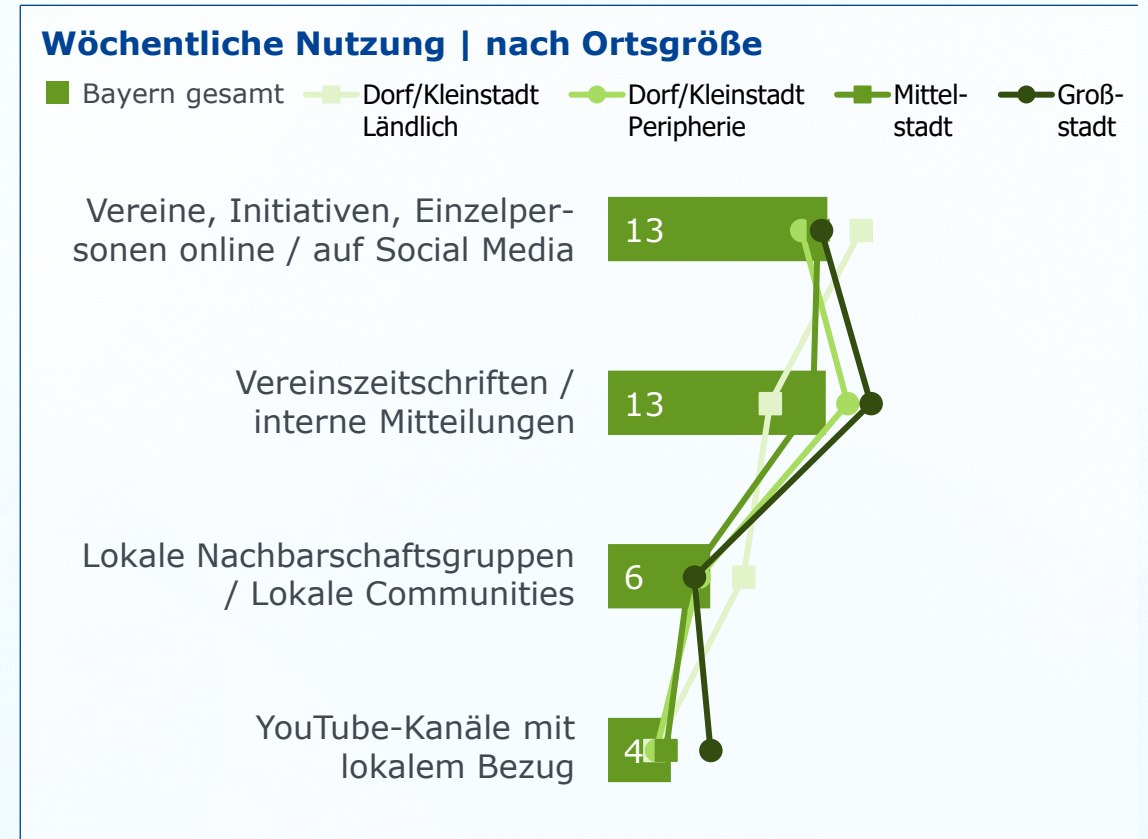 Wöchentliche Nutzung | nach Ortsgröße
Bayern gesamt
Dorf/Kleinstadt
Ländlich
Dorf/Kleinstadt
Peripherie
Mittel-
stadt
Groß-
stadt
Vereine, Initiativen, Einzelper-
sonen online / auf Social Media
13
Vereinszeitschriften /
interne Mitteilungen
13
Lokale Nachbarschaftsgruppen
/ Lokale Communities
6
YouTube-Kanäle mit
lokalem Bezug
4